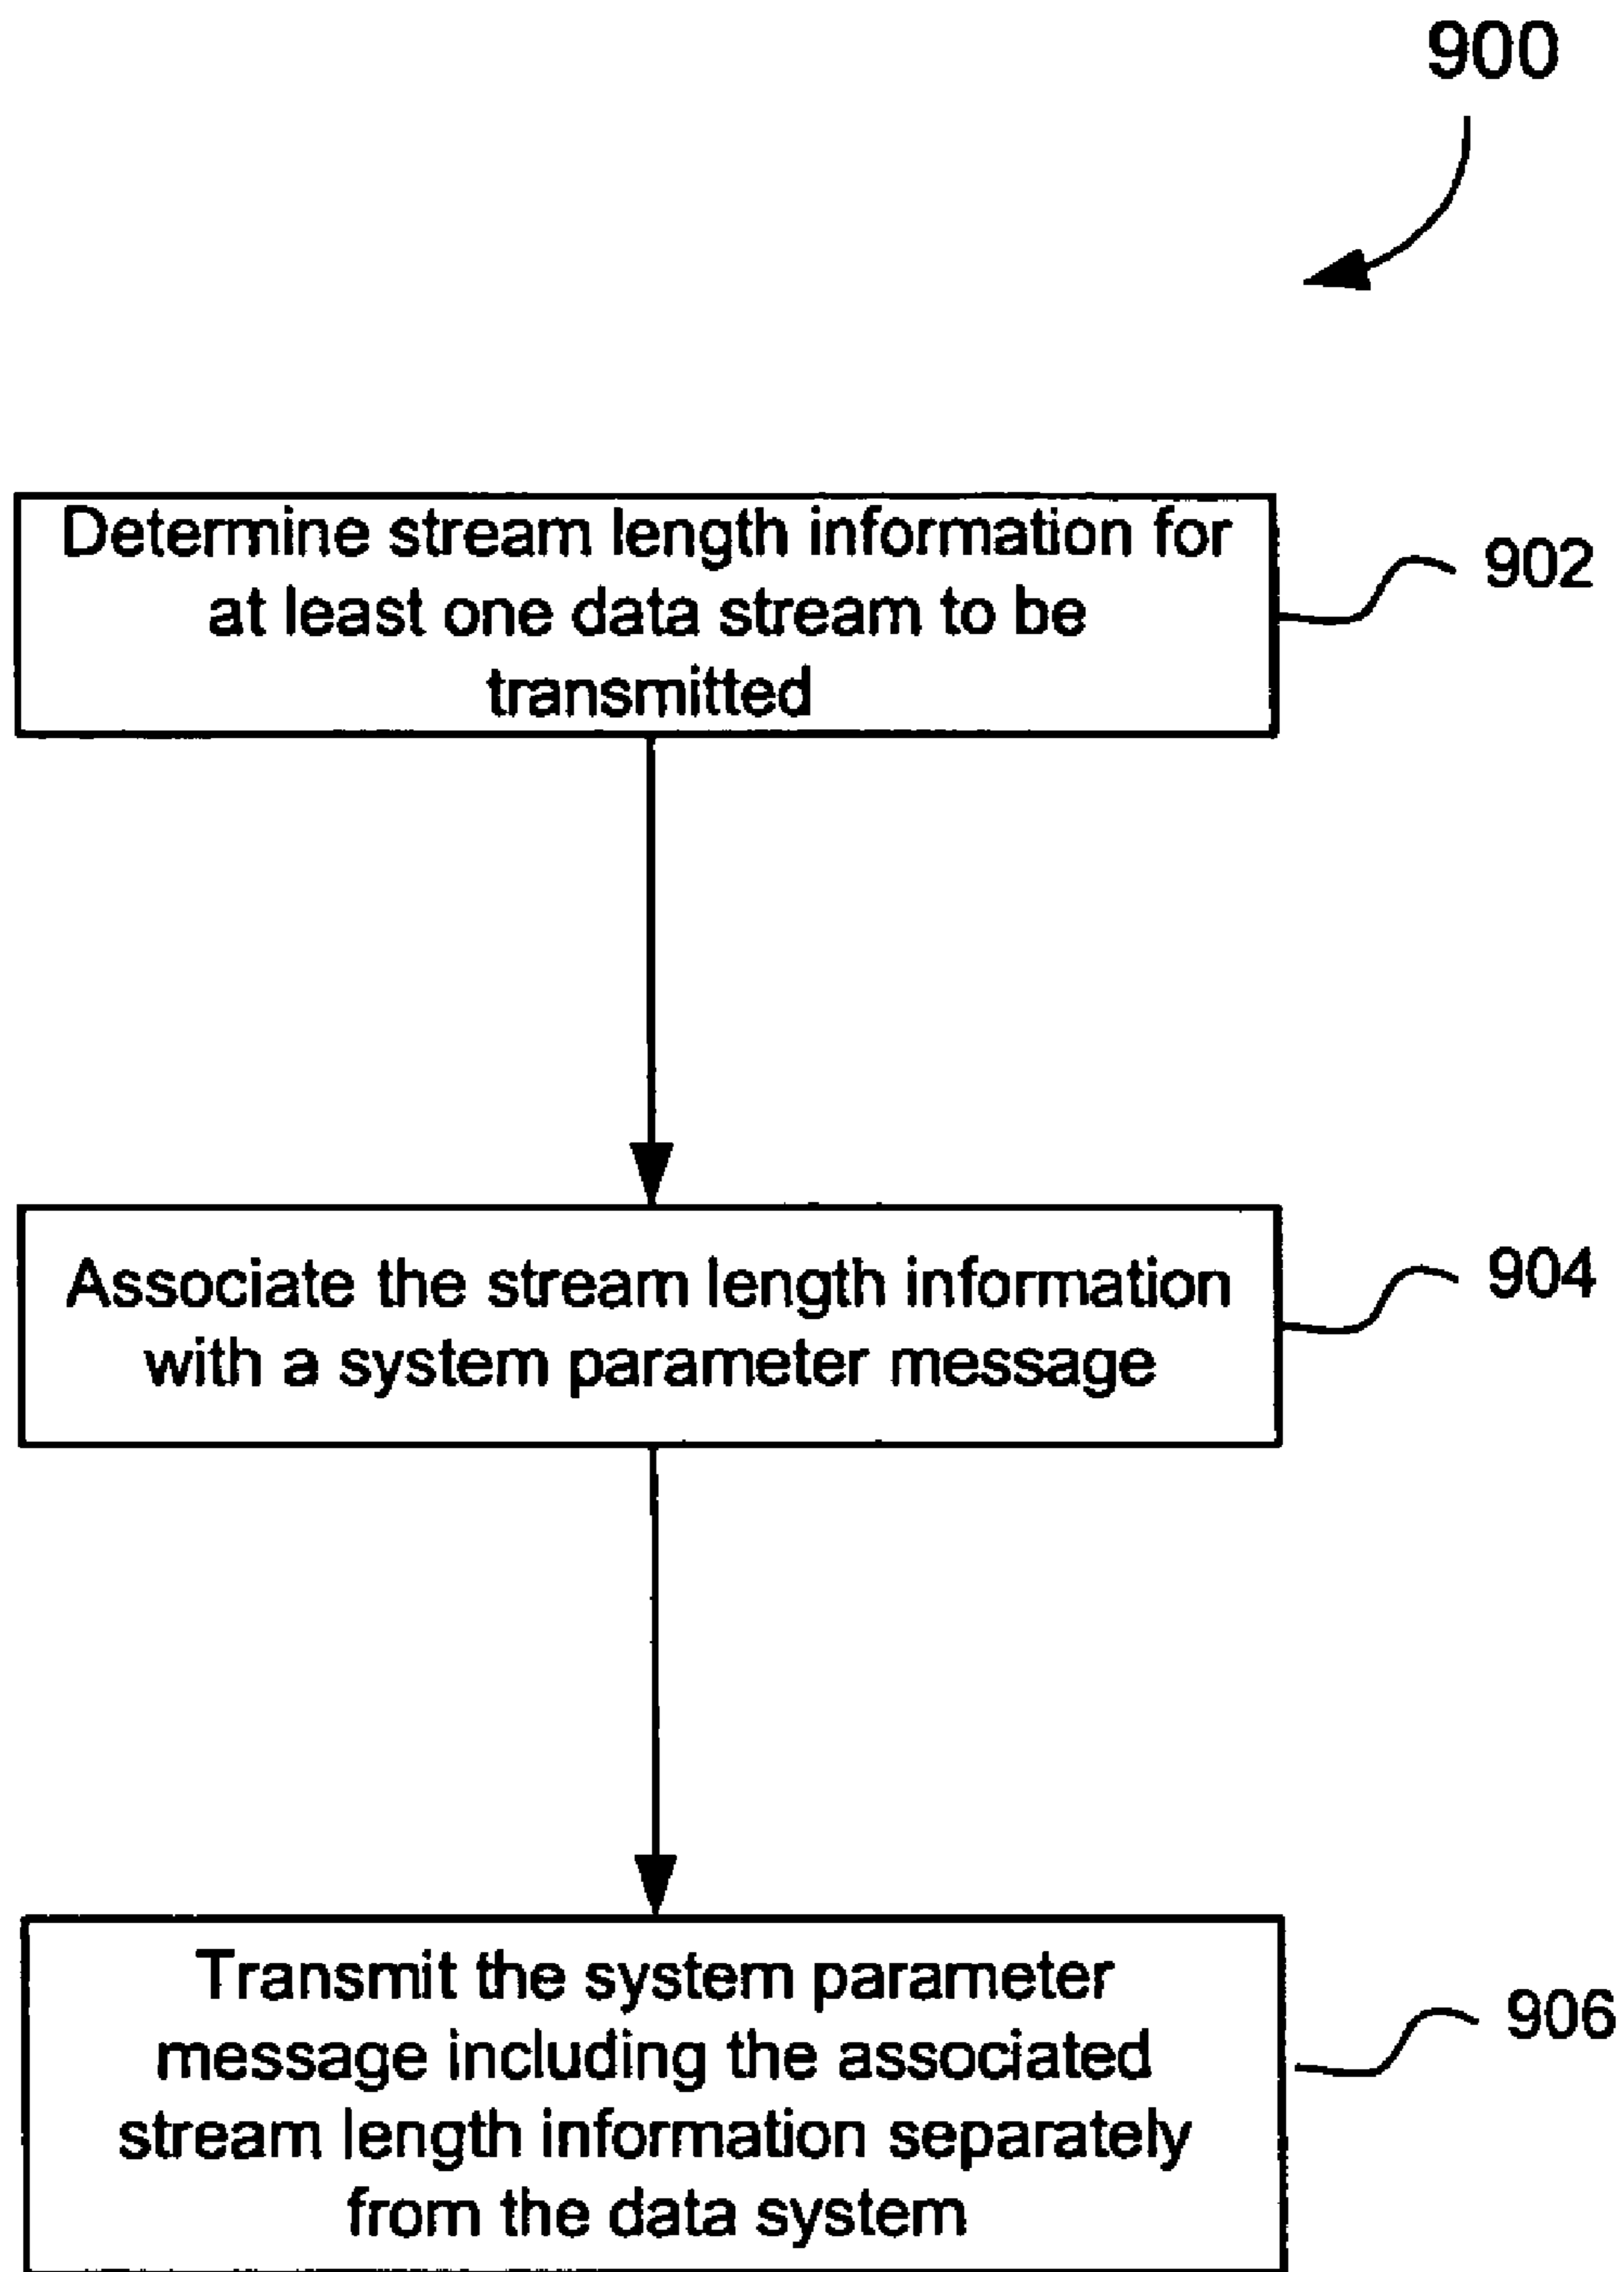 900
Determine stream length information for
at least one data stream to be
transmitted
902
Associate the stream length information
with a system parameter message
904
Transmit the system parameter
message including the associated
stream length information separately
from the data system
906